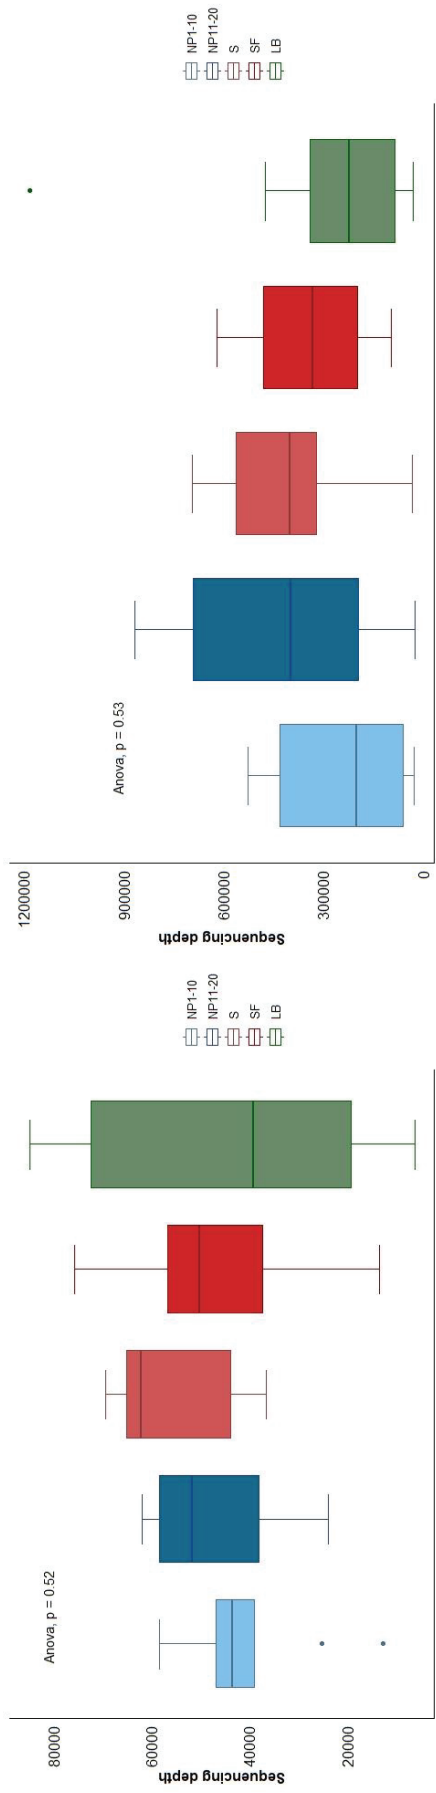 Sequencing depth
80000
60000
40000
20000
Anova, p = 0.52
NP1-10
NP11-20
S
SF
LB
Sequencing depth
1200000
900000
600000
300000
0
Anova, p = 0.53
NP1-10
NP11-20
S
SF
LB